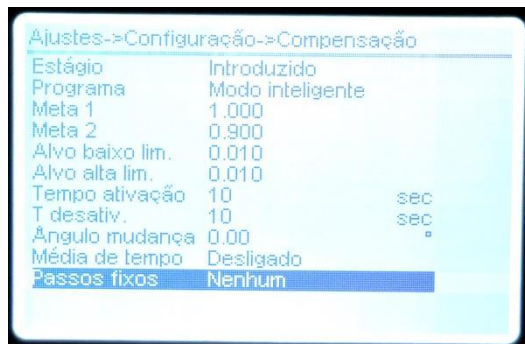 Ajustes->Configuração->Compensação
Estágio Introduzido
Programa Modo inteligente
Meta 1 1.000
Meta 2 0.900
Alvo baixo lim. 0.010
Alvo alta lim. 0.010
Tempo ativação 10 sec
T desativ. 10 sec
Ângulo mudança 0.00 °
Média de tempo Desligado
Passos fixos Nenhum